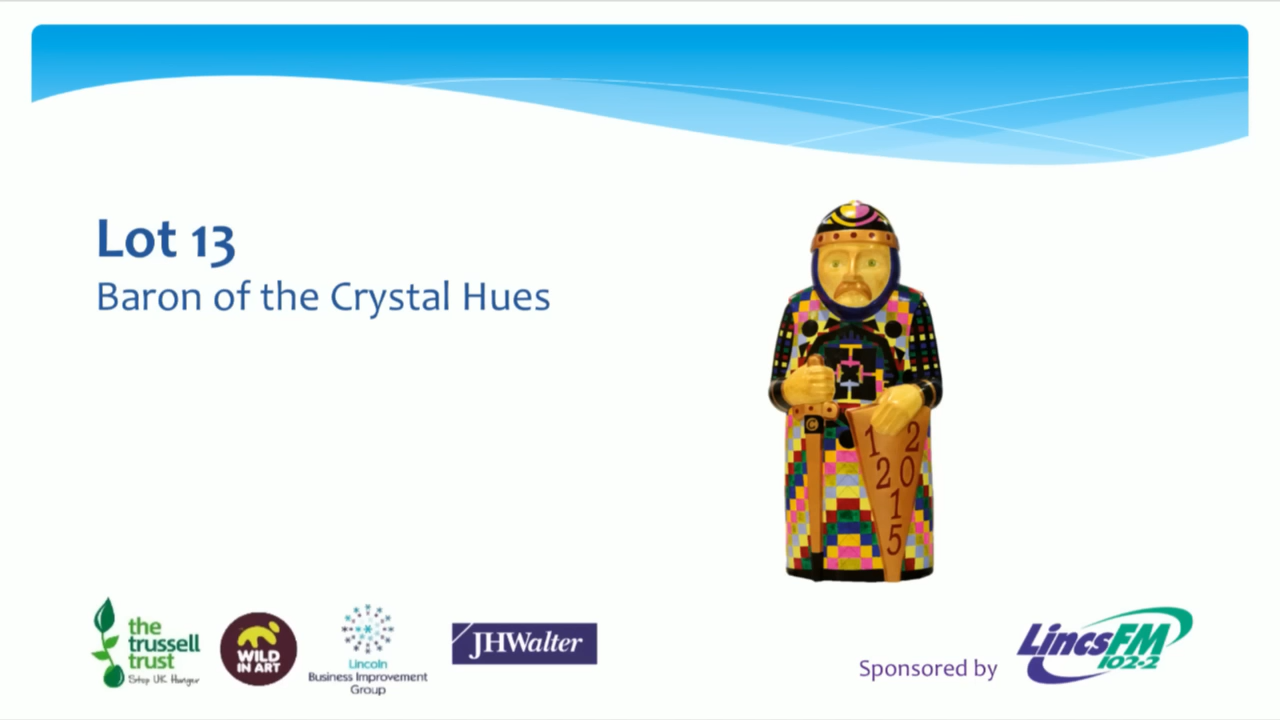 Lot 13
Baron of the Crystal Hues
C
1 2
2 0
1
5
the
trussell
trust
Stop UK Hunger
WILD
IN ART
Lincoln
Business Improvement
Group
JHWalter
Sponsored by
LincsFM
102·2